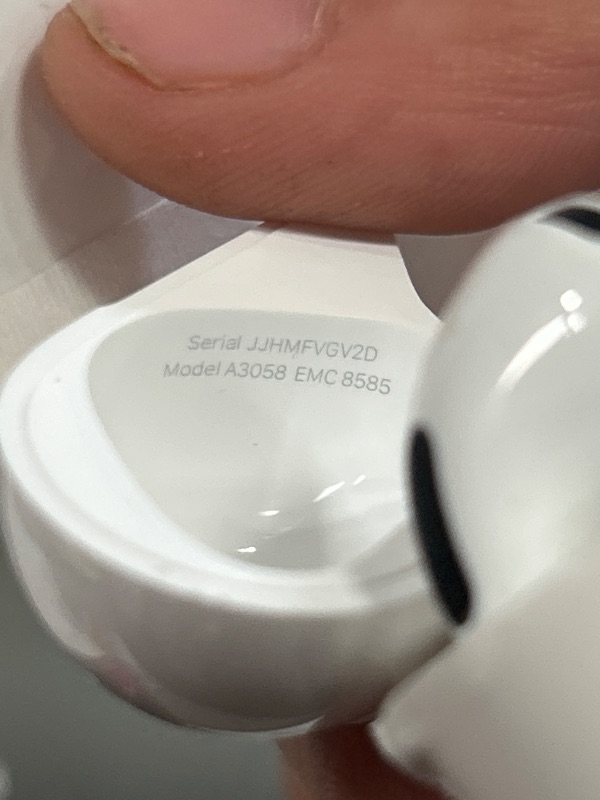 Serial JJHMFVGV2D
Model A3058 EMC 8585